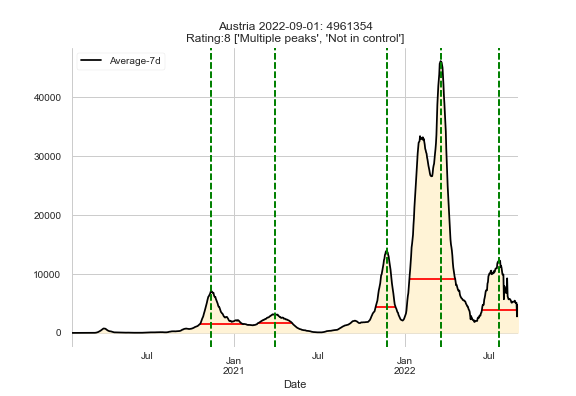 Austria 2022-09-01: 4961354
Rating:8 ['Multiple peaks', 'Not in control']
Average-7d
40000
30000
20000
10000
0
Jul
Jan
2021
Jul
Jan
2022
Jul
Date